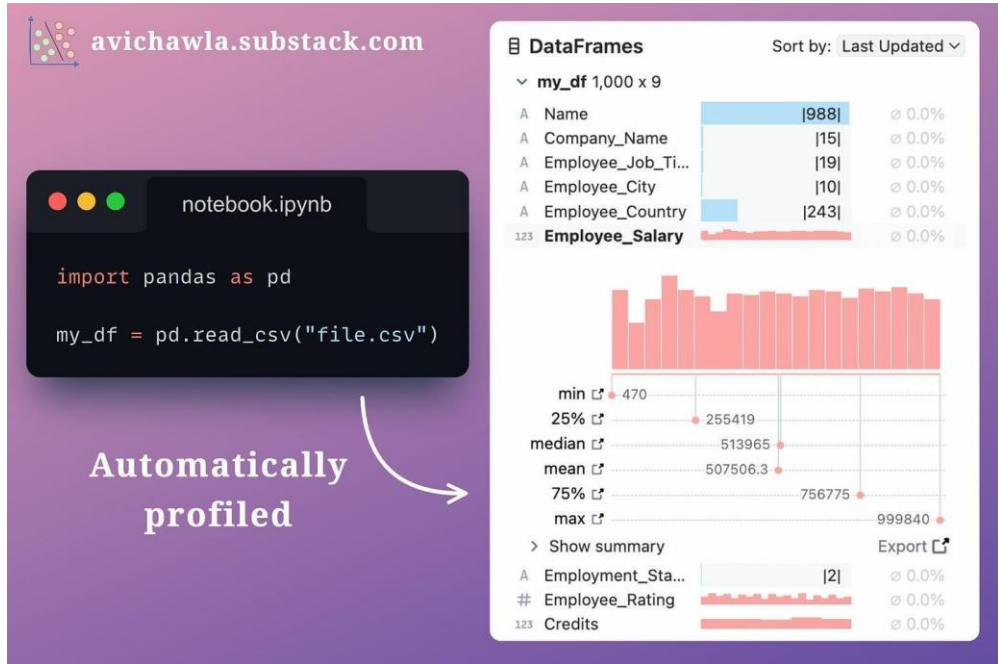 avichawla.substack.com
notebook.ipynb
import pandas as pd
my_df = pd.read_csv("file.csv")
Automatically
profiled
DataFrames Sort by: Last Updated
my_df 1,000 x 9
A Name |988| ∅ 0.0%
A Company_Name |15| ∅ 0.0%
A Employee_Job_Ti... |19| ∅ 0.0%
A Employee_City |10| ∅ 0.0%
A Employee_Country |243| ∅ 0.0%
123 Employee_Salary ∅ 0.0%
min 470
25% 255419
median 513965
mean 507506.3
75% 756775
max 999840
Show summary Export
A Employment_Sta... |2| ∅ 0.0%
# Employee_Rating ∅ 0.0%
123 Credits ∅ 0.0%